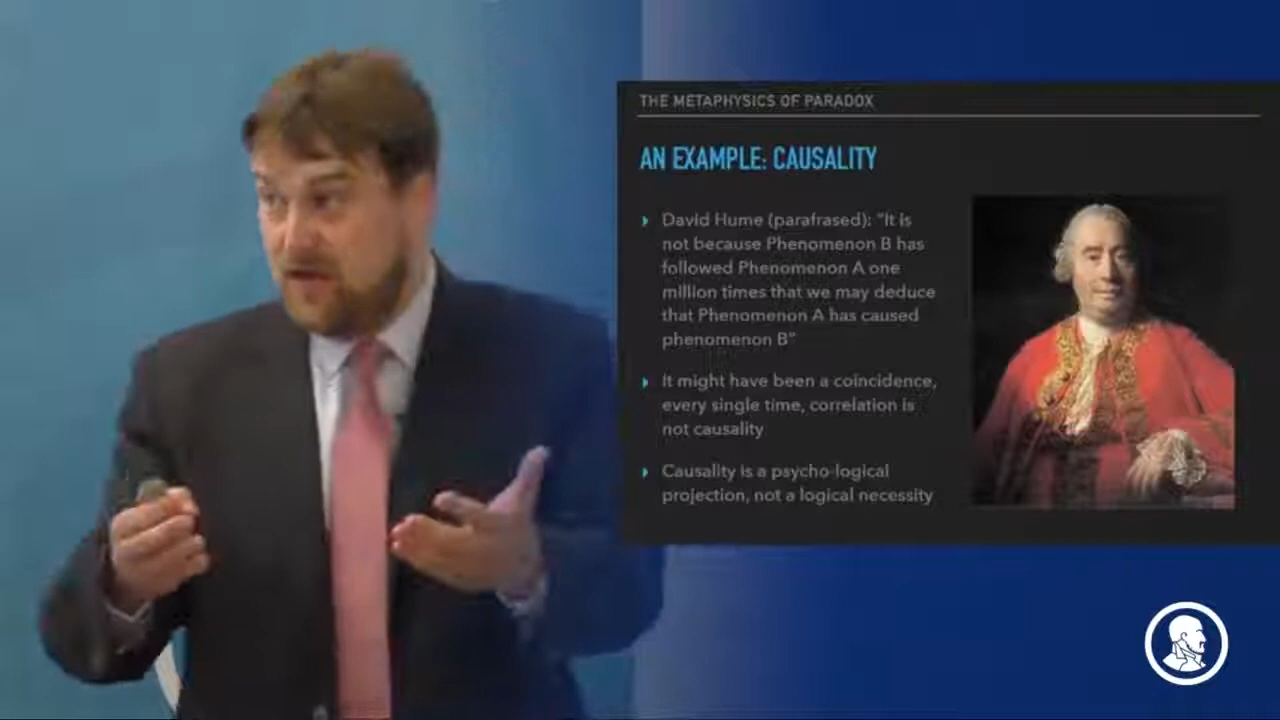 THE METAPHYSICS OF PARADOX
AN EXAMPLE: CAUSALITY
David Hume (parafrased): "It is
not because Phenomenon B has
followed Phenomenon A one
million times that we may deduce
that Phenomenon A has caused
phenomenon B"
It might have been a coincidence,
every single time, correlation is
not causality
Causality is a psycho-logical
projection, not a logical necessity